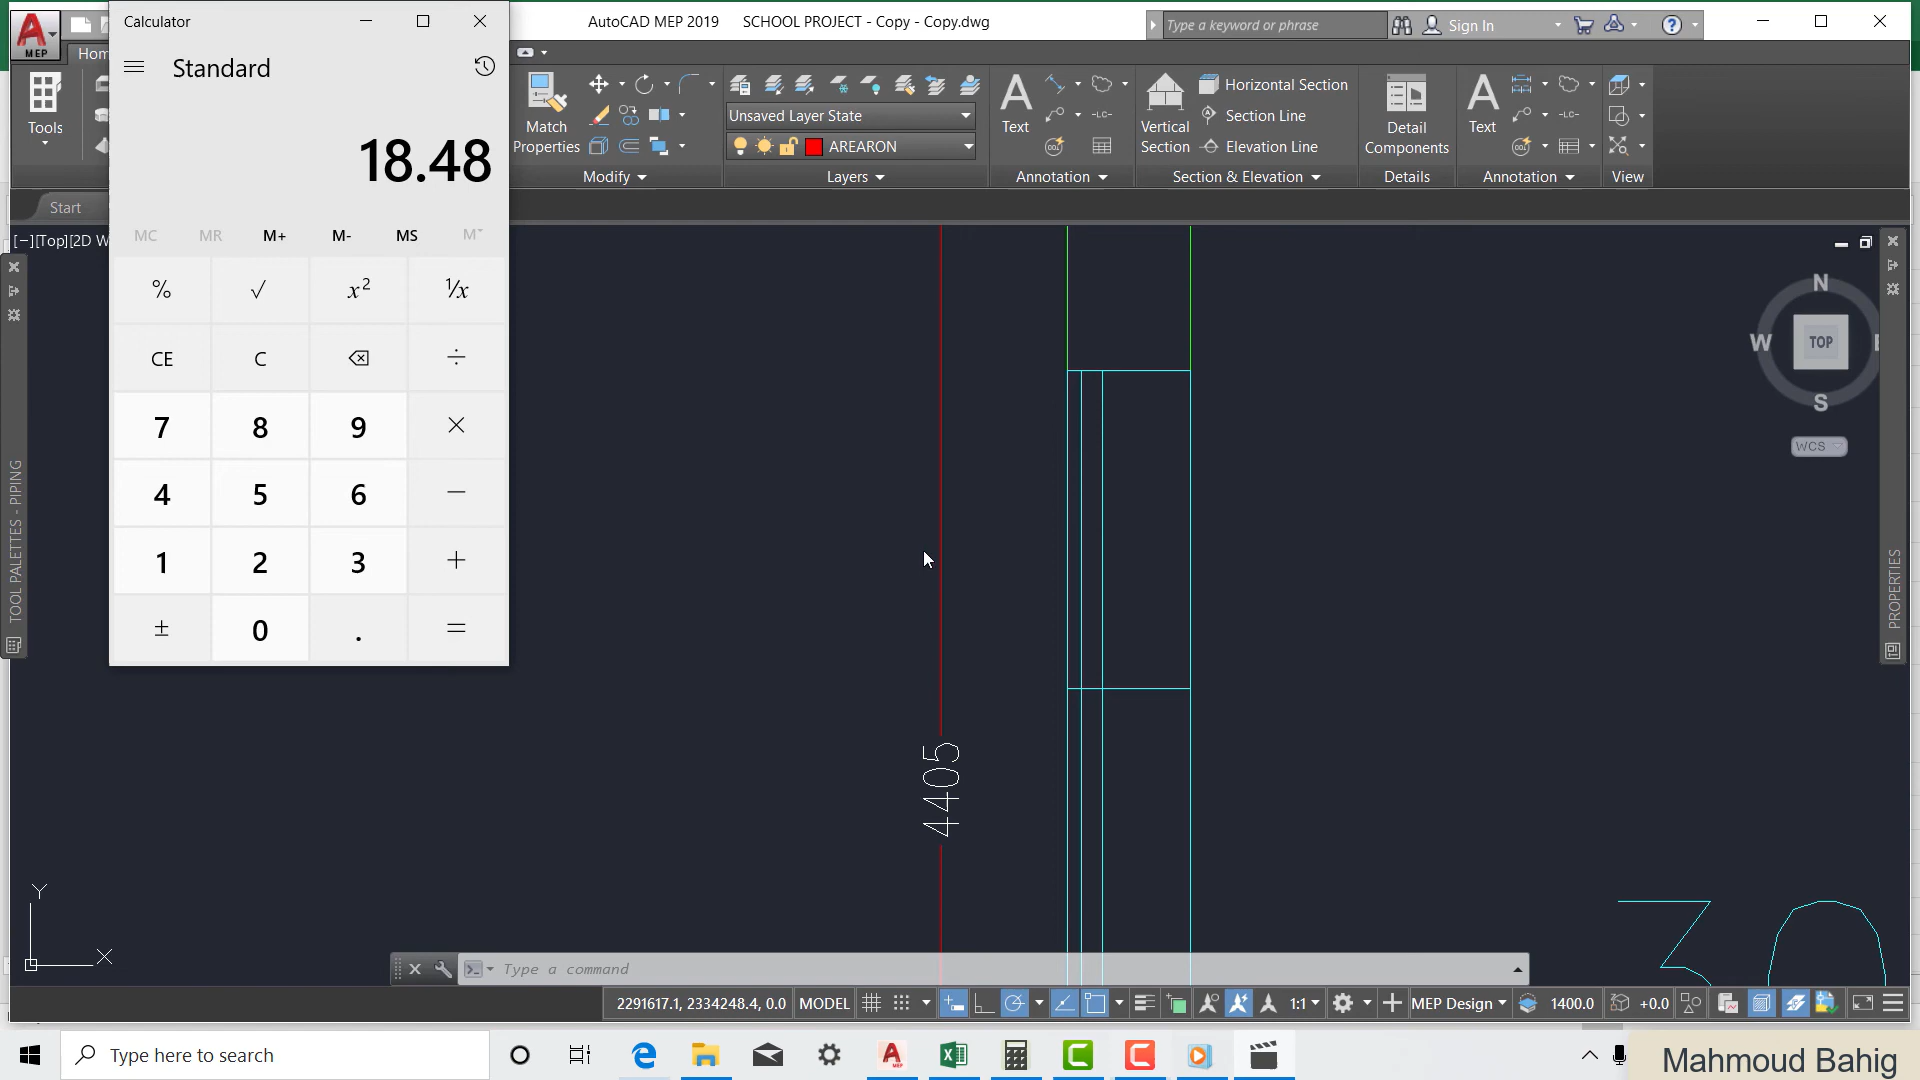 Calculator
AutoCAD MEP 2019 SCHOOL PROJECT - Copy - Copy.dwg
Type a keyword or phrase
Sign In
MEP
Hom
Standard
Tools
Match
Properties
Unsaved Layer State
AREARON
Text
Vertical
Section
Horizontal Section
Section Line
Elevation Line
Detail
Components
Text
Modify
Layers
Annotation
Section & Elevation
Details
Annotation
View
18.48
Start
[−][Top][2D W
MC MR M+ M- MS M
% √ x² ¹/x
CE C ÷
7 8 9 ×
4 5 6 −
1 2 3 +
± 0 . =
N
W TOP E
S
WCS
TOOL PALETTES - PIPING
PROPERTIES
4405
30
Y
X
Type a command
2291617.1, 2334248.4, 0.0 MODEL 1:1 MEP Design 1400.0 +0.0
Type here to search
Mahmoud Bahig